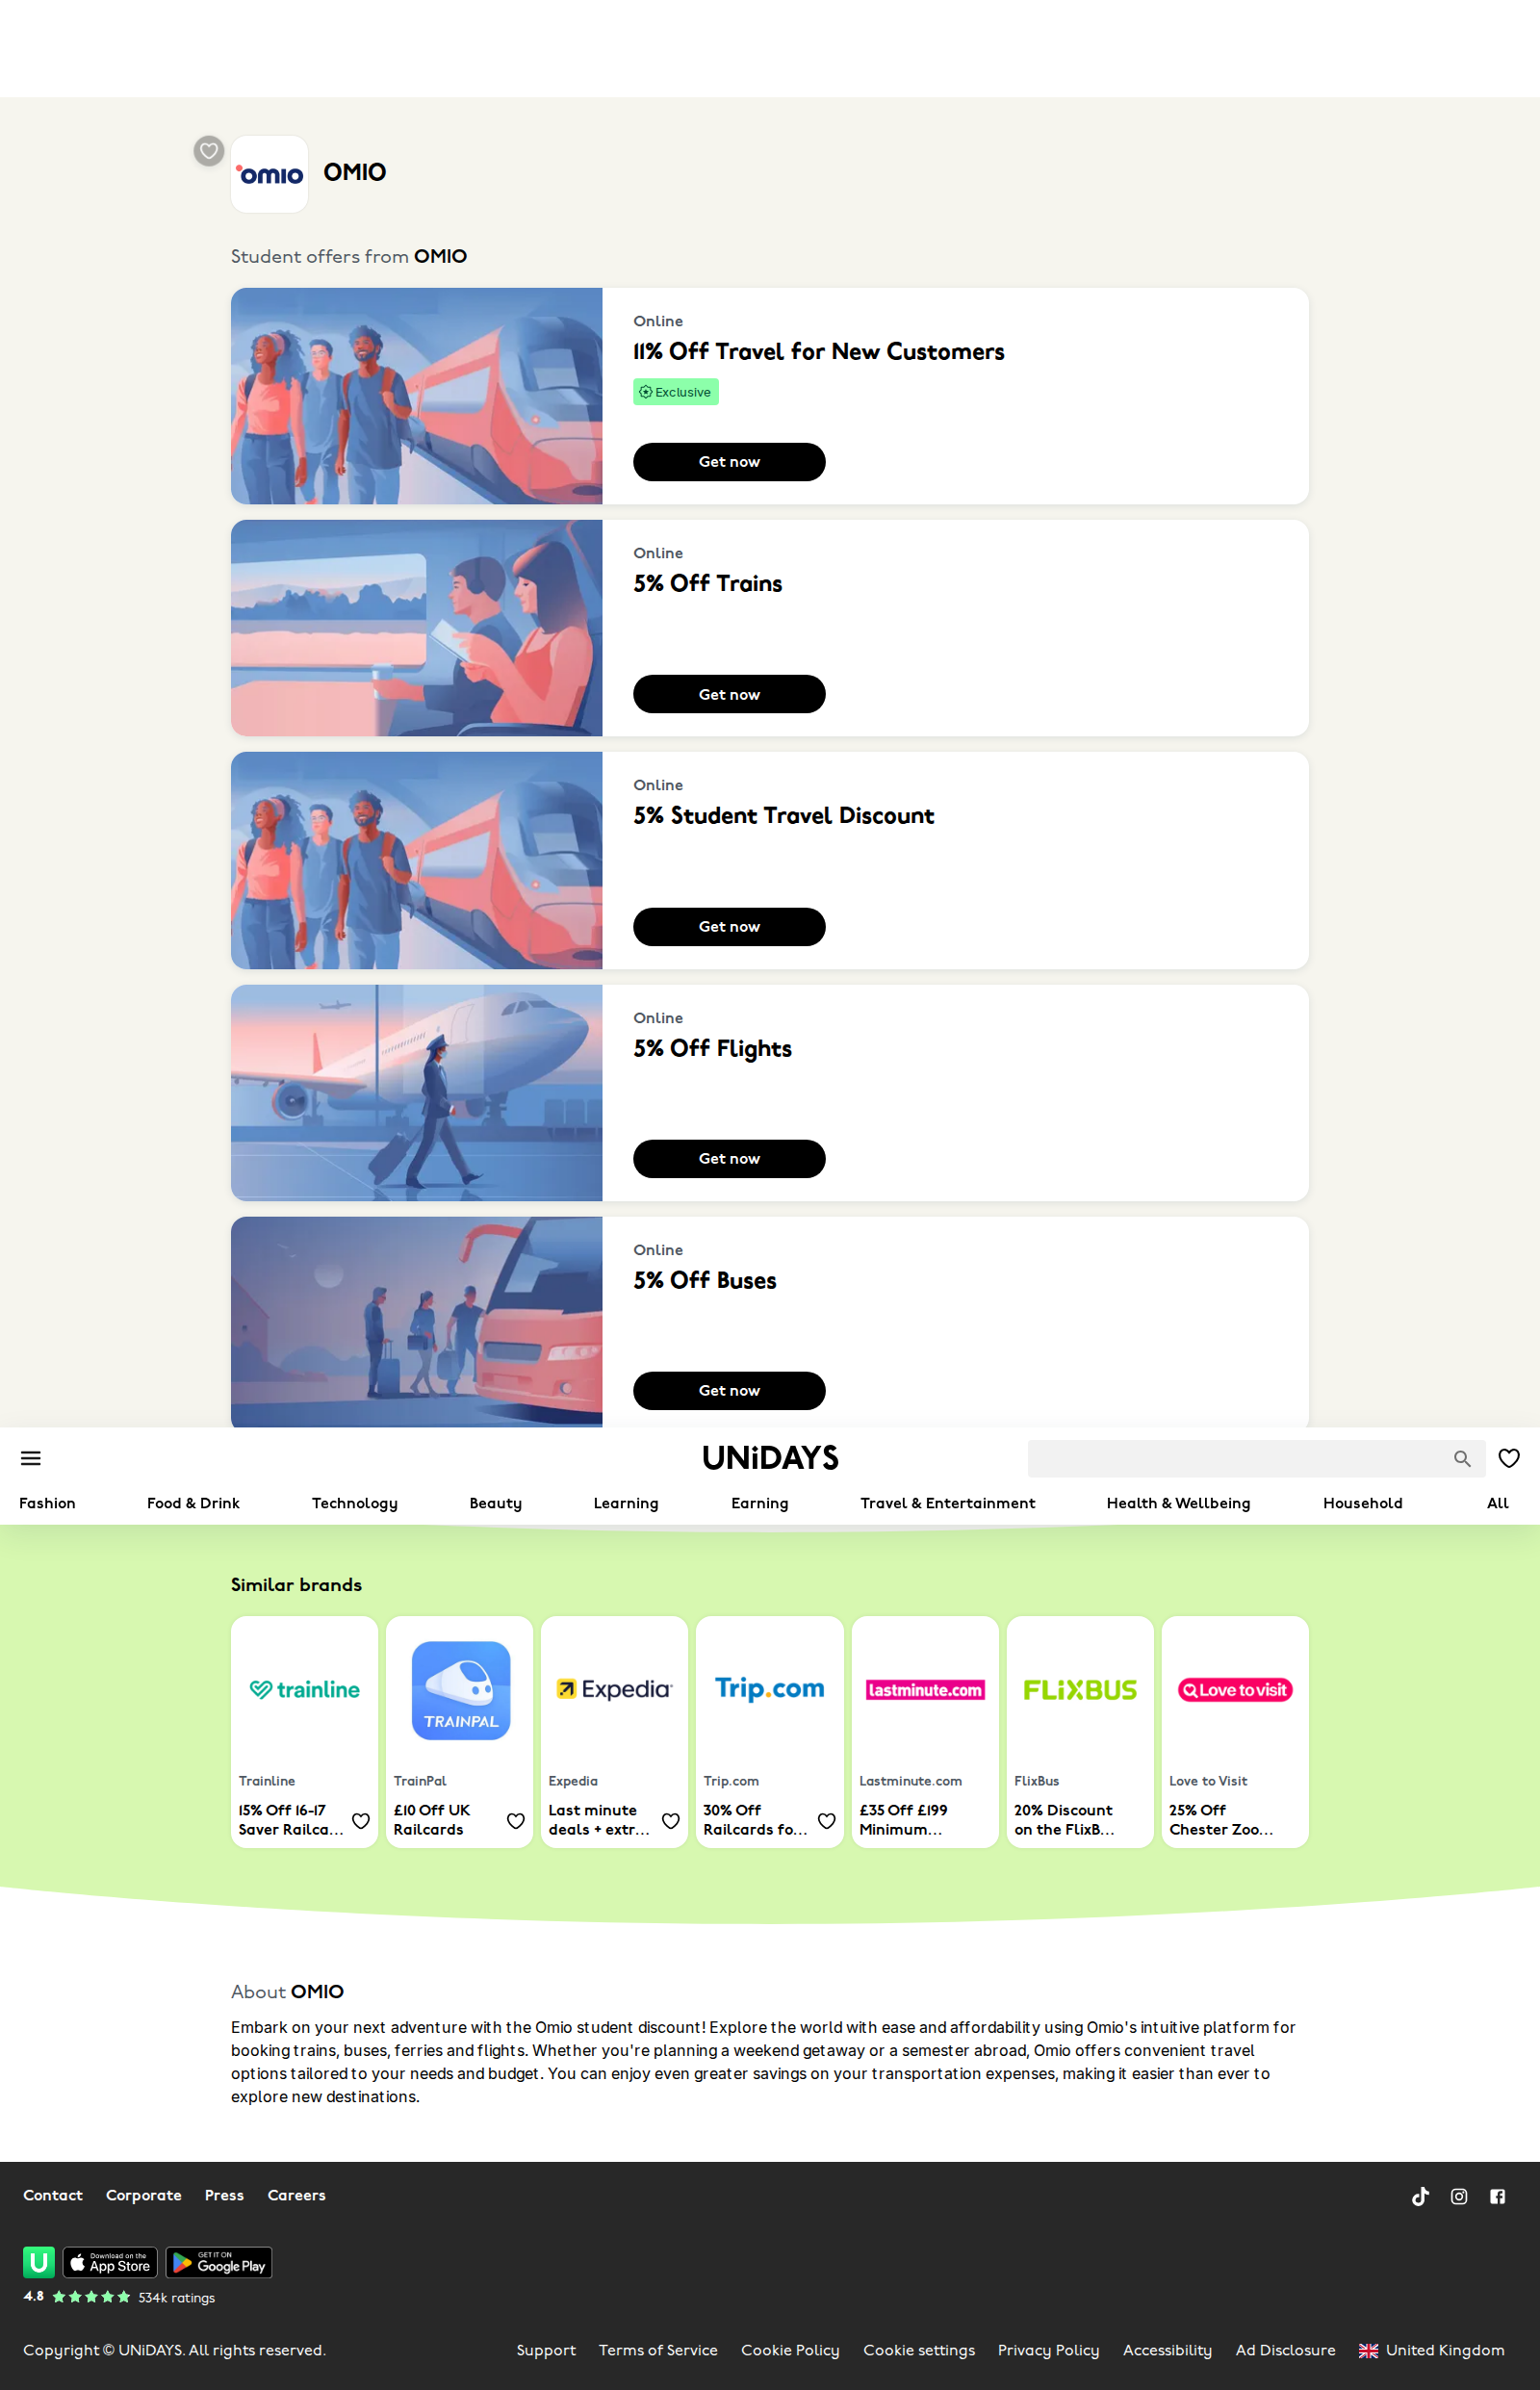 omio
OMIO
Student offers from OMIO
Online
11% Off Travel for New Customers
Exclusive
Get now
Online
5% Off Trains
Get now
Online
5% Student Travel Discount
Get now
Online
5% Off Flights
Get now
Online
5% Off Buses
Get now
UNiDAYS
Fashion Food & Drink Technology Beauty Learning Earning Travel & Entertainment Health & Wellbeing Household All
Similar brands
trainline
TRAINPAL
Expedia
Trip.com
lastminute.com
FLiXBUS
Love to visit
Trainline
15% Off 16-17
Saver Railca...
TrainPal
£10 Off UK
Railcards
Expedia
Last minute
deals + extr...
Trip.com
30% Off
Railcards fo...
Lastminute.com
£35 Off £199
Minimum...
FlixBus
20% Discount
on the FlixB...
Love to Visit
25% Off
Chester Zoo...
About OMIO
Embark on your next adventure with the Omio student discount! Explore the world with ease and affordability using Omio's intuitive platform for
booking trains, buses, ferries and flights. Whether you're planning a weekend getaway or a semester abroad, Omio offers convenient travel
options tailored to your needs and budget. You can enjoy even greater savings on your transportation expenses, making it easier than ever to
explore new destinations.
Contact Corporate Press Careers
U
Download on the
App Store
GET IT ON
Google Play
4.8 534k ratings
Copyright © UNiDAYS. All rights reserved.
Support Terms of Service Cookie Policy Cookie settings Privacy Policy Accessibility Ad Disclosure United Kingdom